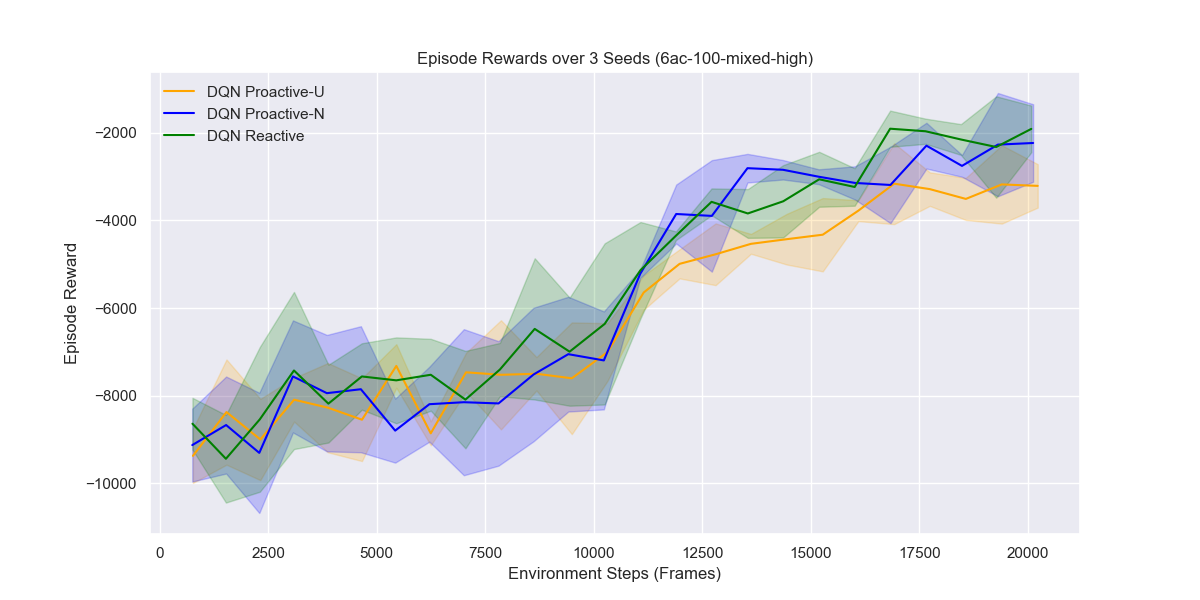 Episode Rewards over 3 Seeds (6ac-100-mixed-high)
DQN Proactive-U
DQN Proactive-N
DQN Reactive
−2000
−4000
−6000
−8000
−10000
Episode Reward
0 2500 5000 7500 10000 12500 15000 17500 20000
Environment Steps (Frames)